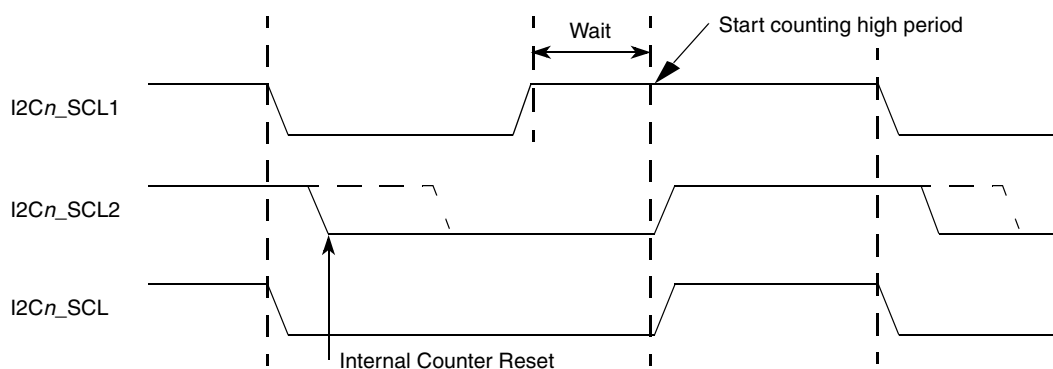 Wait
Start counting high period
I2Cn_SCL1
I2Cn_SCL2
I2Cn_SCL
Internal Counter Reset